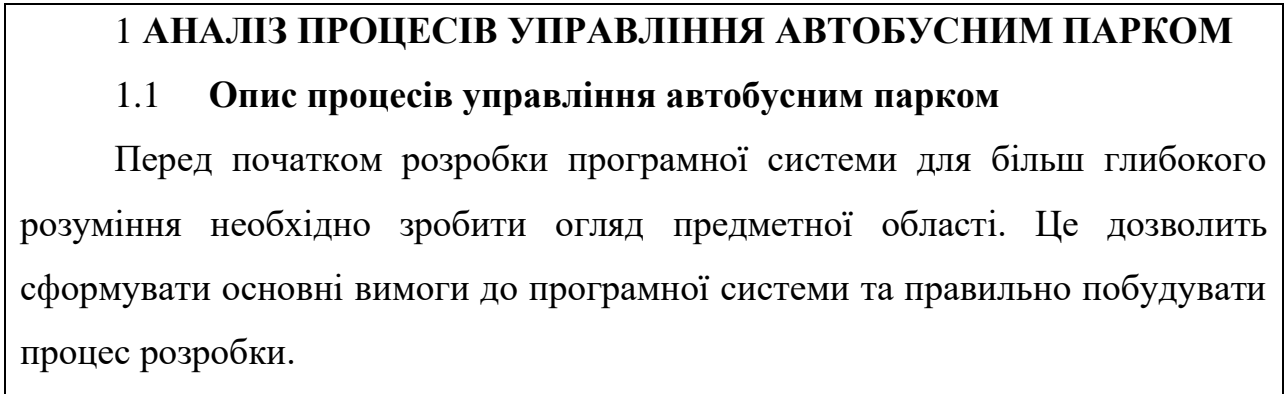 1 АНАЛІЗ ПРОЦЕСІВ УПРАВЛІННЯ АВТОБУСНИМ ПАРКОМ
1.1 Опис процесів управління автобусним парком
Перед початком розробки програмної системи для більш глибокого
розуміння необхідно зробити огляд предметної області. Це дозволить
сформувати основні вимоги до програмної системи та правильно побудувати
процес розробки.